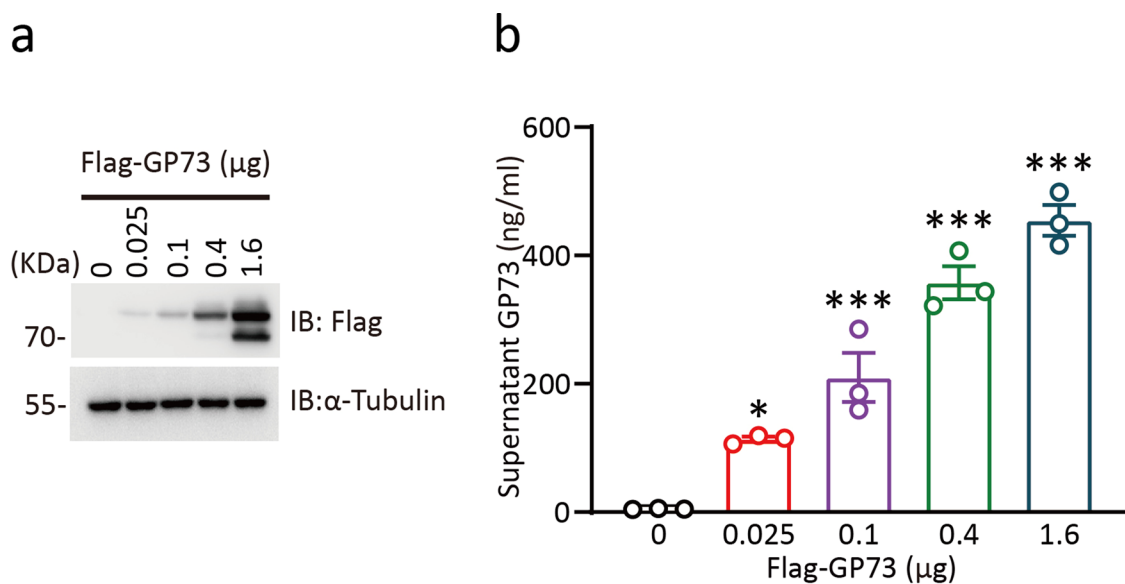 a
Flag-GP73 (μg)
(KDa) 0 0.025 0.1 0.4 1.6
70- IB: Flag
55- IB:α-Tubulin
b
Supernatant GP73 (ng/ml)
600
400
200
0
*
***
***
***
0 0.025 0.1 0.4 1.6
Flag-GP73 (μg)